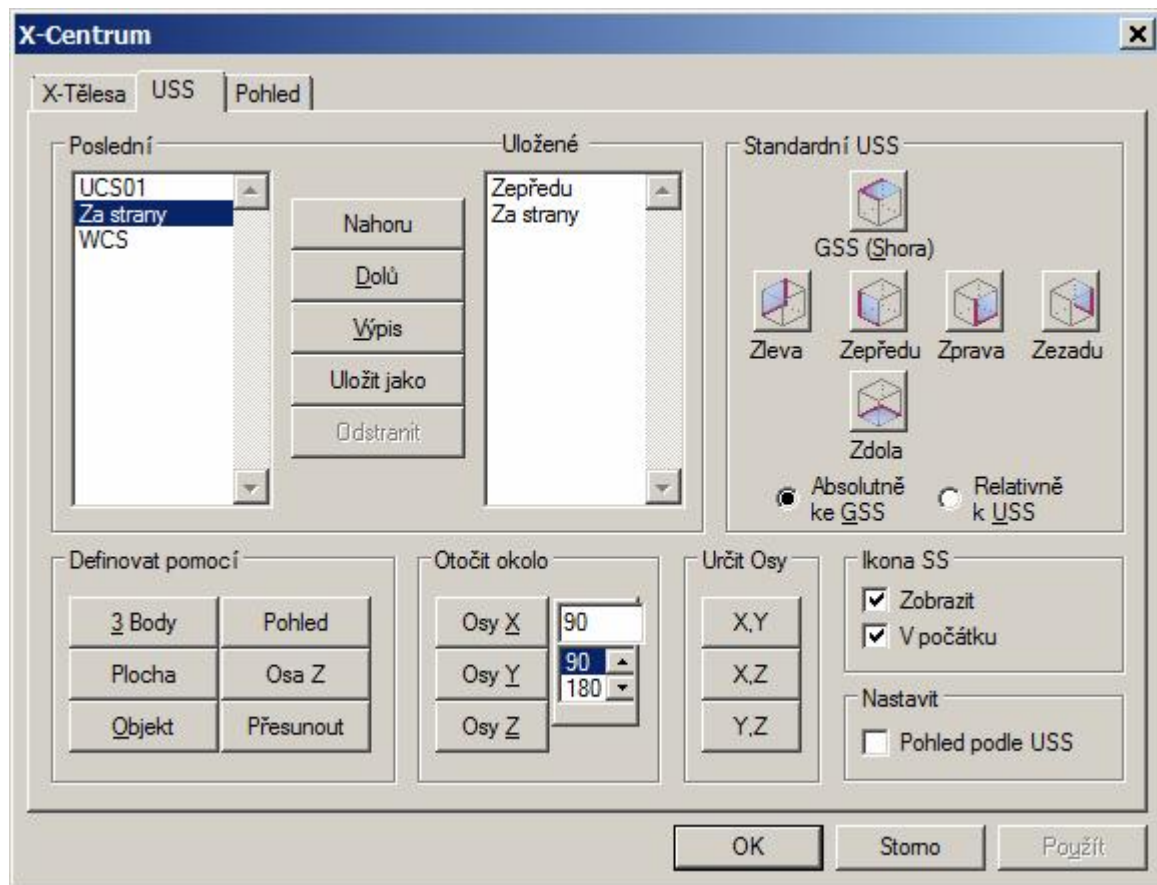 X-Centrum
X-Tělesa USS Pohled
Poslední
UCS01
Za strany
WCS
Nahoru
Dolů
Výpis
Uložit jako
Odstranit
Uložené
Zepředu
Za strany
Standardní USS
GSS (Shora)
Zleva Zepředu Zprava Zezadu
Zdola
Absolutně
ke GSS
Relativně
k USS
Definovat pomocí
3 Body Pohled
Plocha Osa Z
Objekt Přesunout
Otočit okolo
Osy X
Osy Y
Osy Z
90
90
180
Určit Osy
X,Y
X,Z
Y,Z
Ikona SS
Zobrazit
V počátku
Nastavit
Pohled podle USS
OK Storno Použít